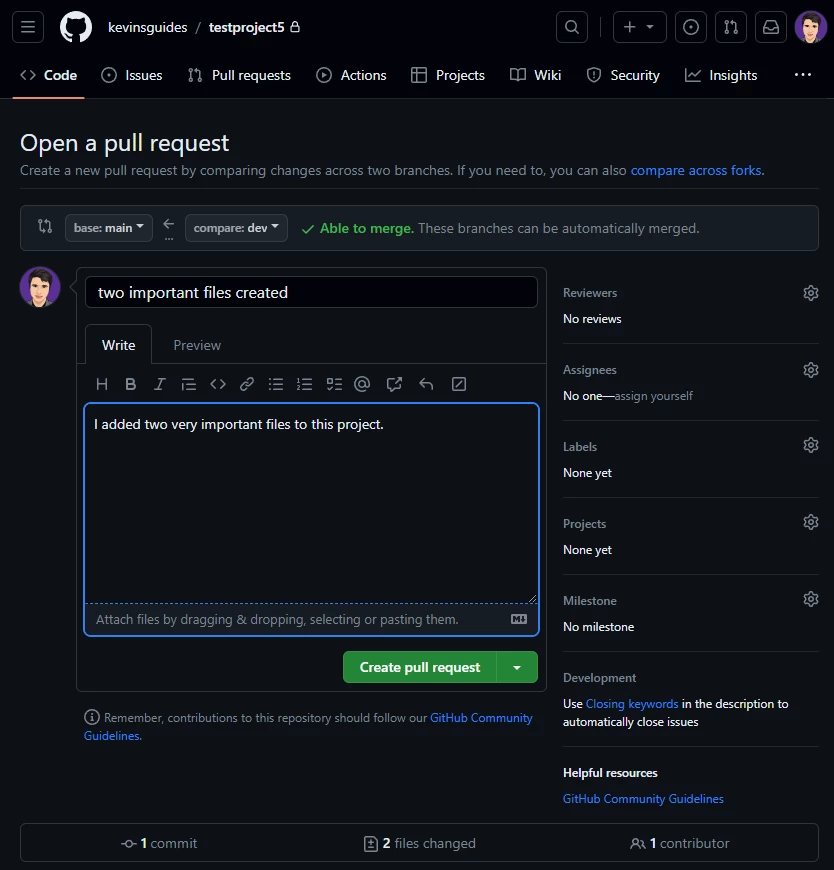 kevinsguides / testproject5
Code Issues Pull requests Actions Projects Wiki Security Insights
Open a pull request
Create a new pull request by comparing changes across two branches. If you need to, you can also compare across forks.
base: main compare: dev Able to merge. These branches can be automatically merged.
two important files created
Write Preview
I added two very important files to this project.
Attach files by dragging & dropping, selecting or pasting them.
Create pull request
Remember, contributions to this repository should follow our GitHub Community
Guidelines.
Reviewers
No reviews
Assignees
No one—assign yourself
Labels
None yet
Projects
None yet
Milestone
No milestone
Development
Use Closing keywords in the description to
automatically close issues
Helpful resources
GitHub Community Guidelines
1 commit 2 files changed 1 contributor